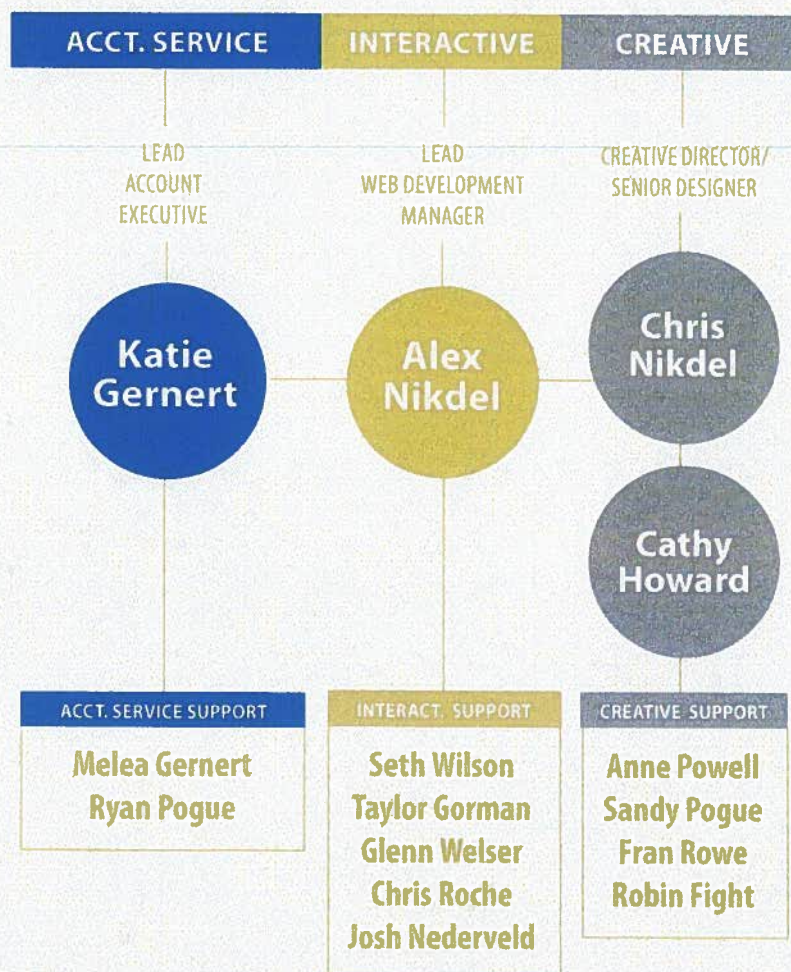 ACCT. SERVICE
INTERACTIVE
CREATIVE
LEAD
ACCOUNT
EXECUTIVE
LEAD
WEB DEVELOPMENT
MANAGER
CREATIVE DIRECTOR/
SENIOR DESIGNER
Katie
Gernert
Alex
Nikdel
Chris
Nikdel
Cathy
Howard
ACCT. SERVICE SUPPORT
Melea Gernert
Ryan Pogue
INTERACT. SUPPORT
Seth Wilson
Taylor Gorman
Glenn Welser
Chris Roche
Josh Nederveld
CREATIVE SUPPORT
Anne Powell
Sandy Pogue
Fran Rowe
Robin Fight